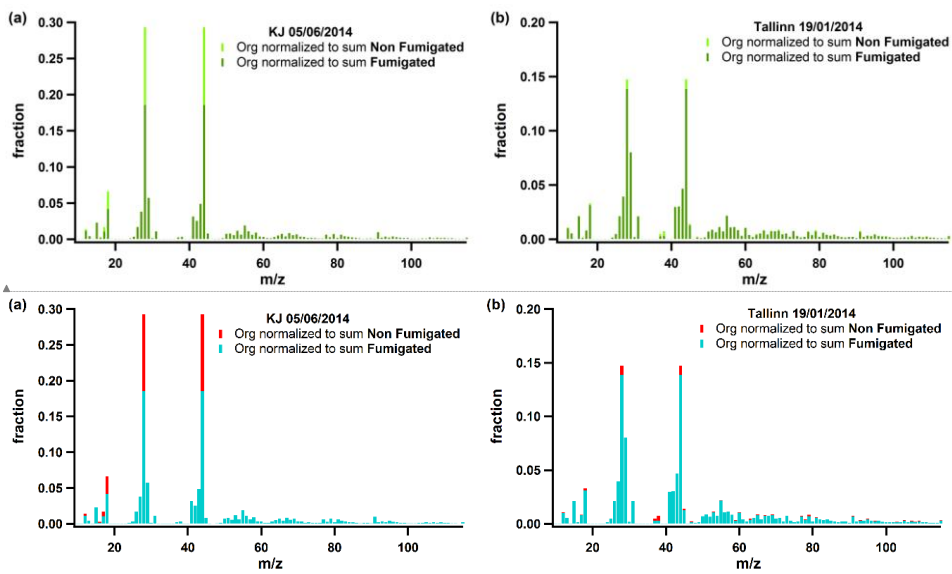 (a)
KJ 05/06/2014
Org normalized to sum Non Fumigated
Org normalized to sum Fumigated
fraction
0.30
0.25
0.20
0.15
0.10
0.05
0.00
20 40 60 80 100
m/z
(b)
Tallinn 19/01/2014
Org normalized to sum Non Fumigated
Org normalized to sum Fumigated
fraction
0.20
0.15
0.10
0.05
0.00
20 40 60 80 100
m/z
(a)
KJ 05/06/2014
Org normalized to sum Non Fumigated
Org normalized to sum Fumigated
fraction
0.30
0.25
0.20
0.15
0.10
0.05
0.00
20 40 60 80 100
m/z
(b)
Tallinn 19/01/2014
Org normalized to sum Non Fumigated
Org normalized to sum Fumigated
fraction
0.20
0.15
0.10
0.05
0.00
20 40 60 80 100
m/z